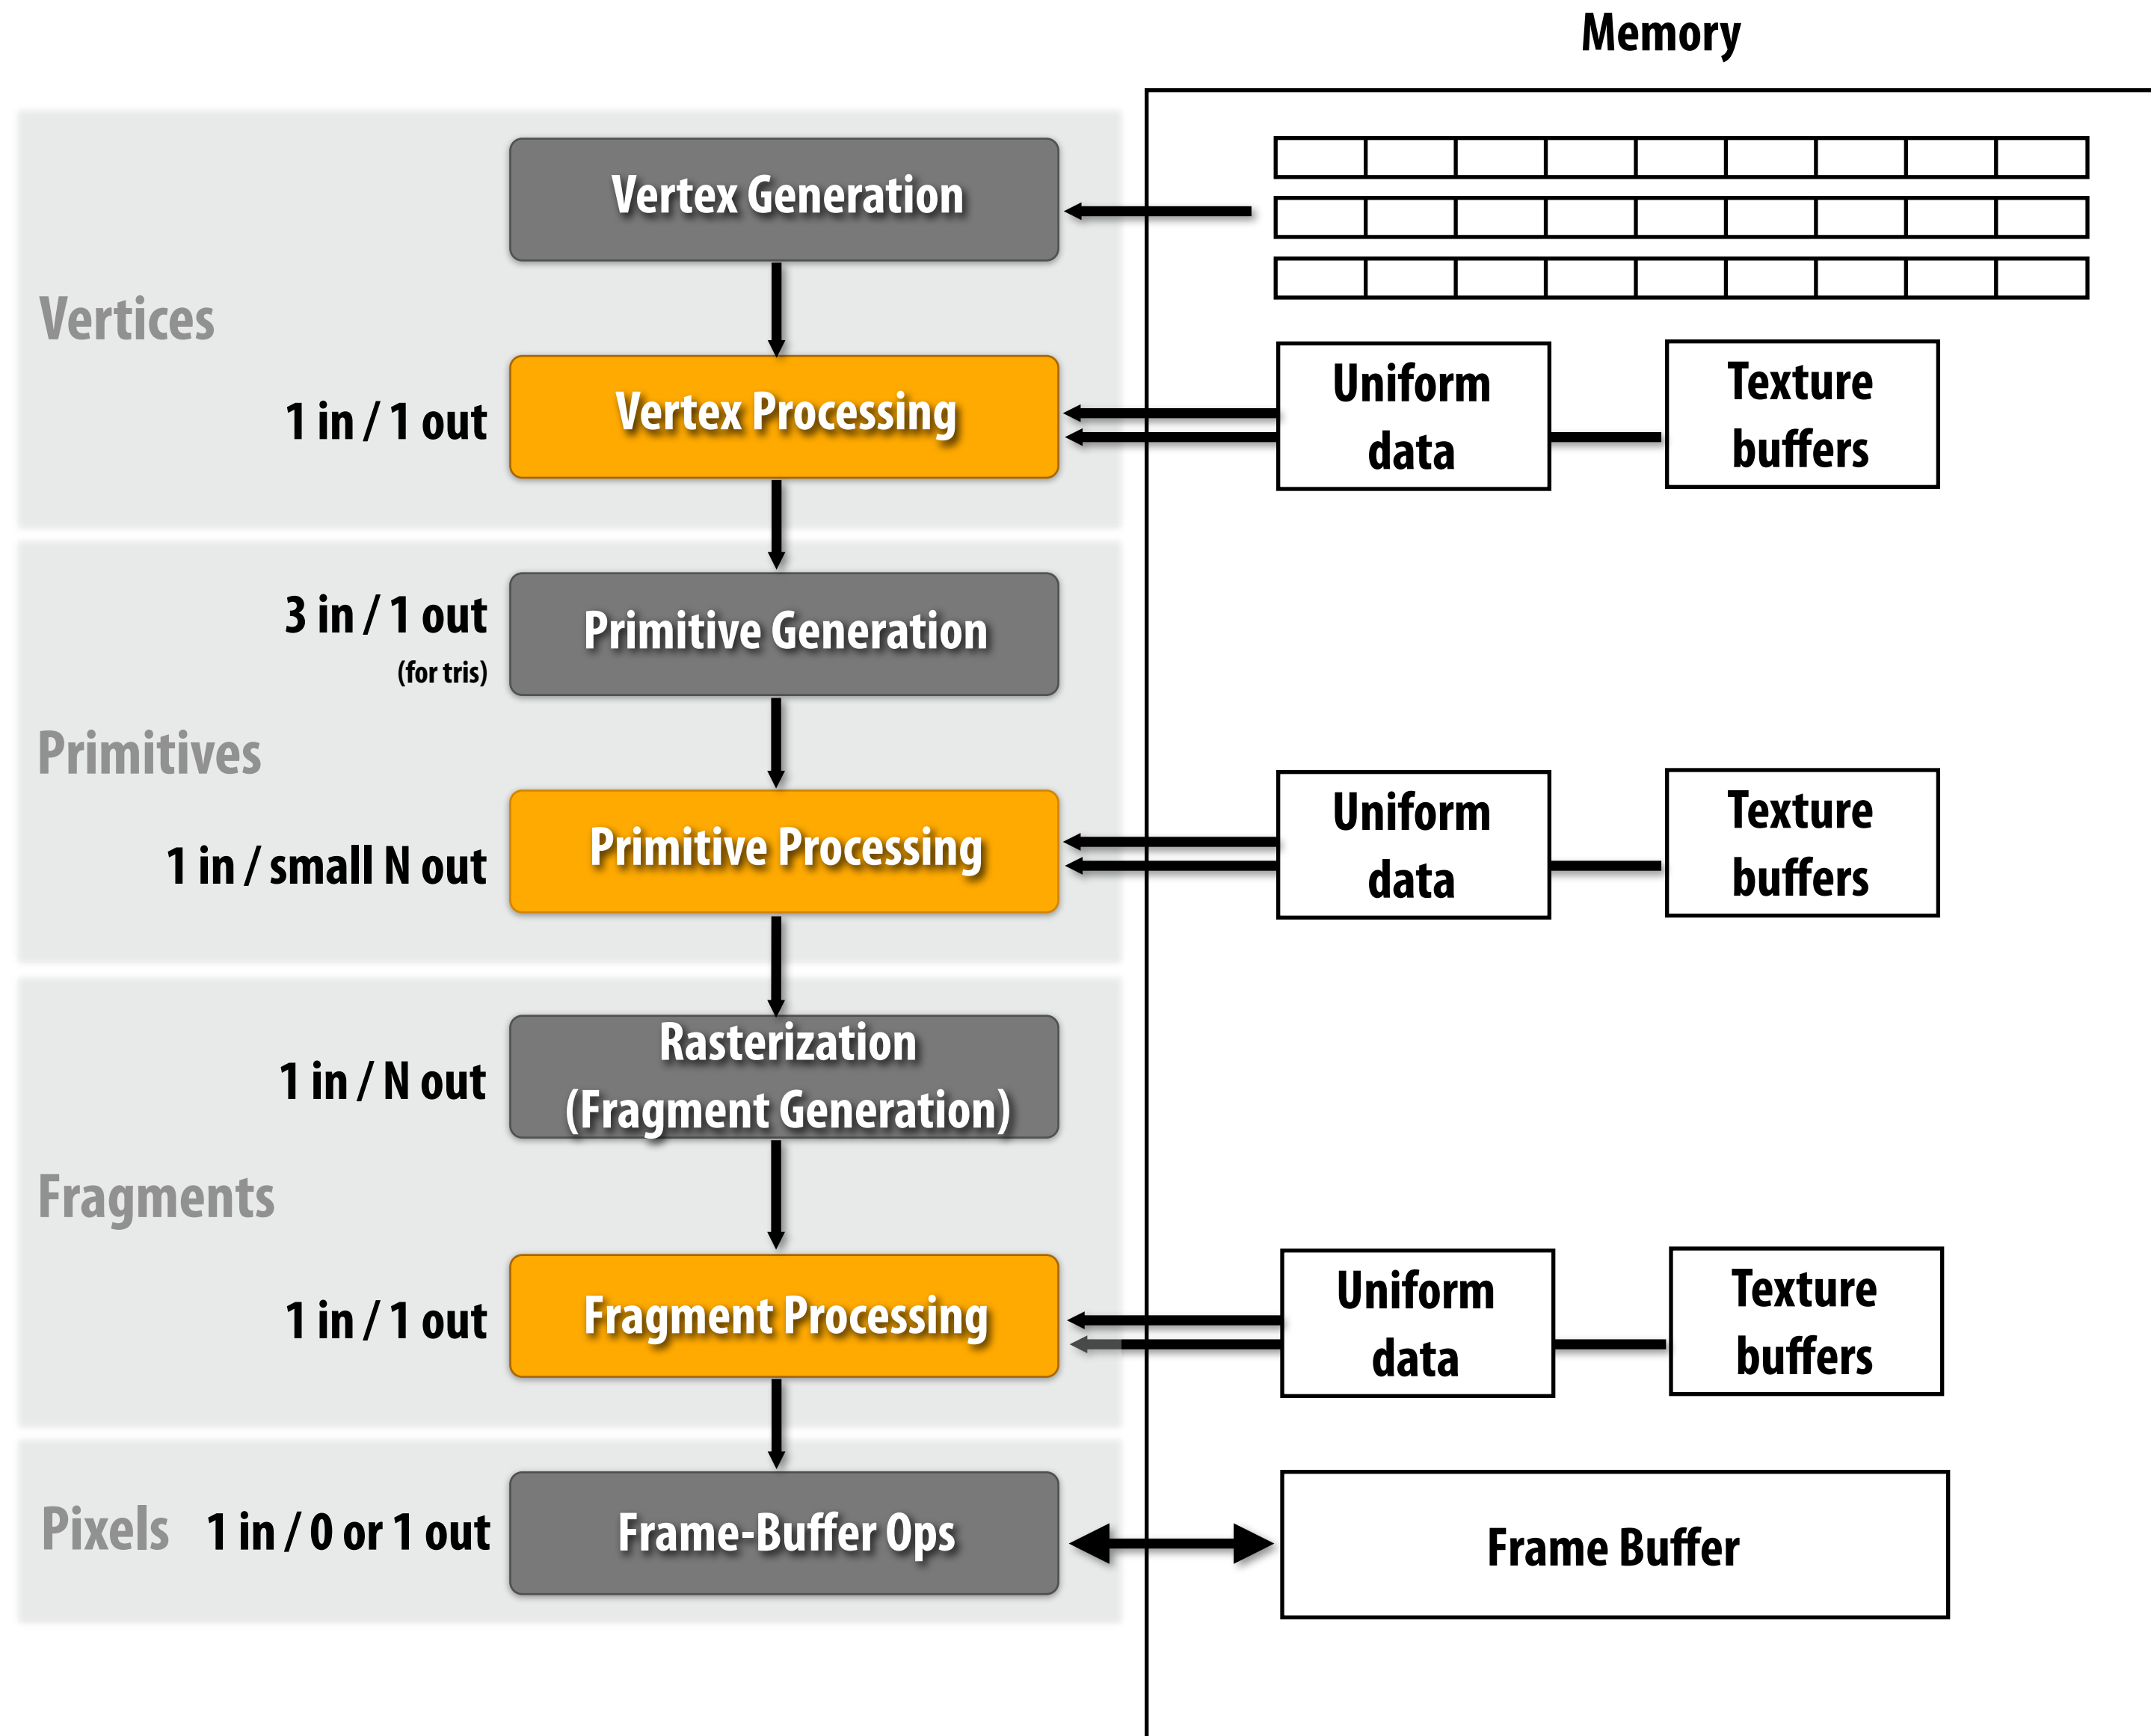 Memory
Vertex Generation
Vertices
1 in / 1 out
Vertex Processing
Uniform
data
Texture
buffers
3 in / 1 out
(for tris)
Primitive Generation
Primitives
1 in / small N out
Primitive Processing
Uniform
data
Texture
buffers
1 in / N out
Rasterization
(Fragment Generation)
Fragments
1 in / 1 out
Fragment Processing
Uniform
data
Texture
buffers
Pixels
1 in / 0 or 1 out
Frame-Buffer Ops
Frame Buffer